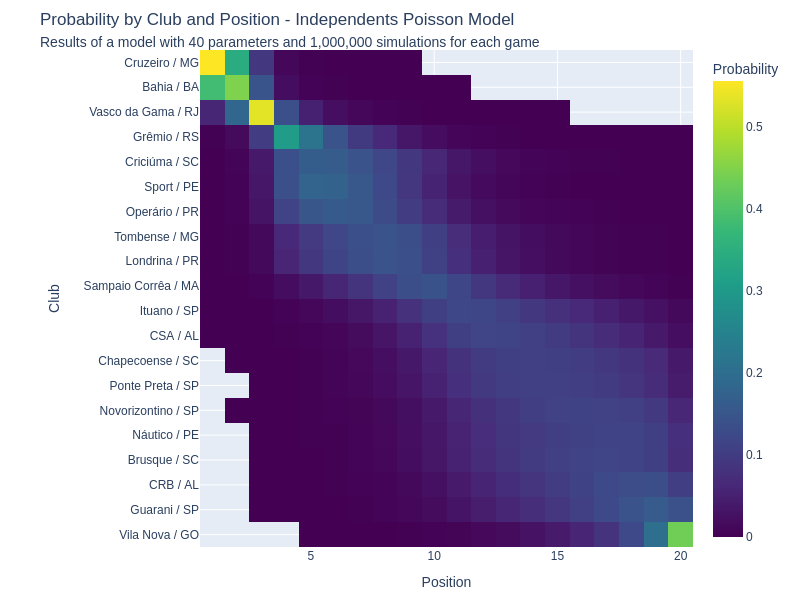 Probability by Club and Position - Independents Poisson Model
Results of a model with 40 parameters and 1,000,000 simulations for each game
Probability
Cruzeiro / MG
Bahia / BA
Vasco da Gama / RJ
Grêmio / RS
Criciúma / SC
Sport / PE
Operário / PR
Tombense / MG
Londrina / PR
Sampaio Corrêa / MA
Ituano / SP
CSA / AL
Chapecoense / SC
Ponte Preta / SP
Novorizontino / SP
Náutico / PE
Brusque / SC
CRB / AL
Guarani / SP
Vila Nova / GO
Club
5
10
15
20
Position
0.5
0.4
0.3
0.2
0.1
0